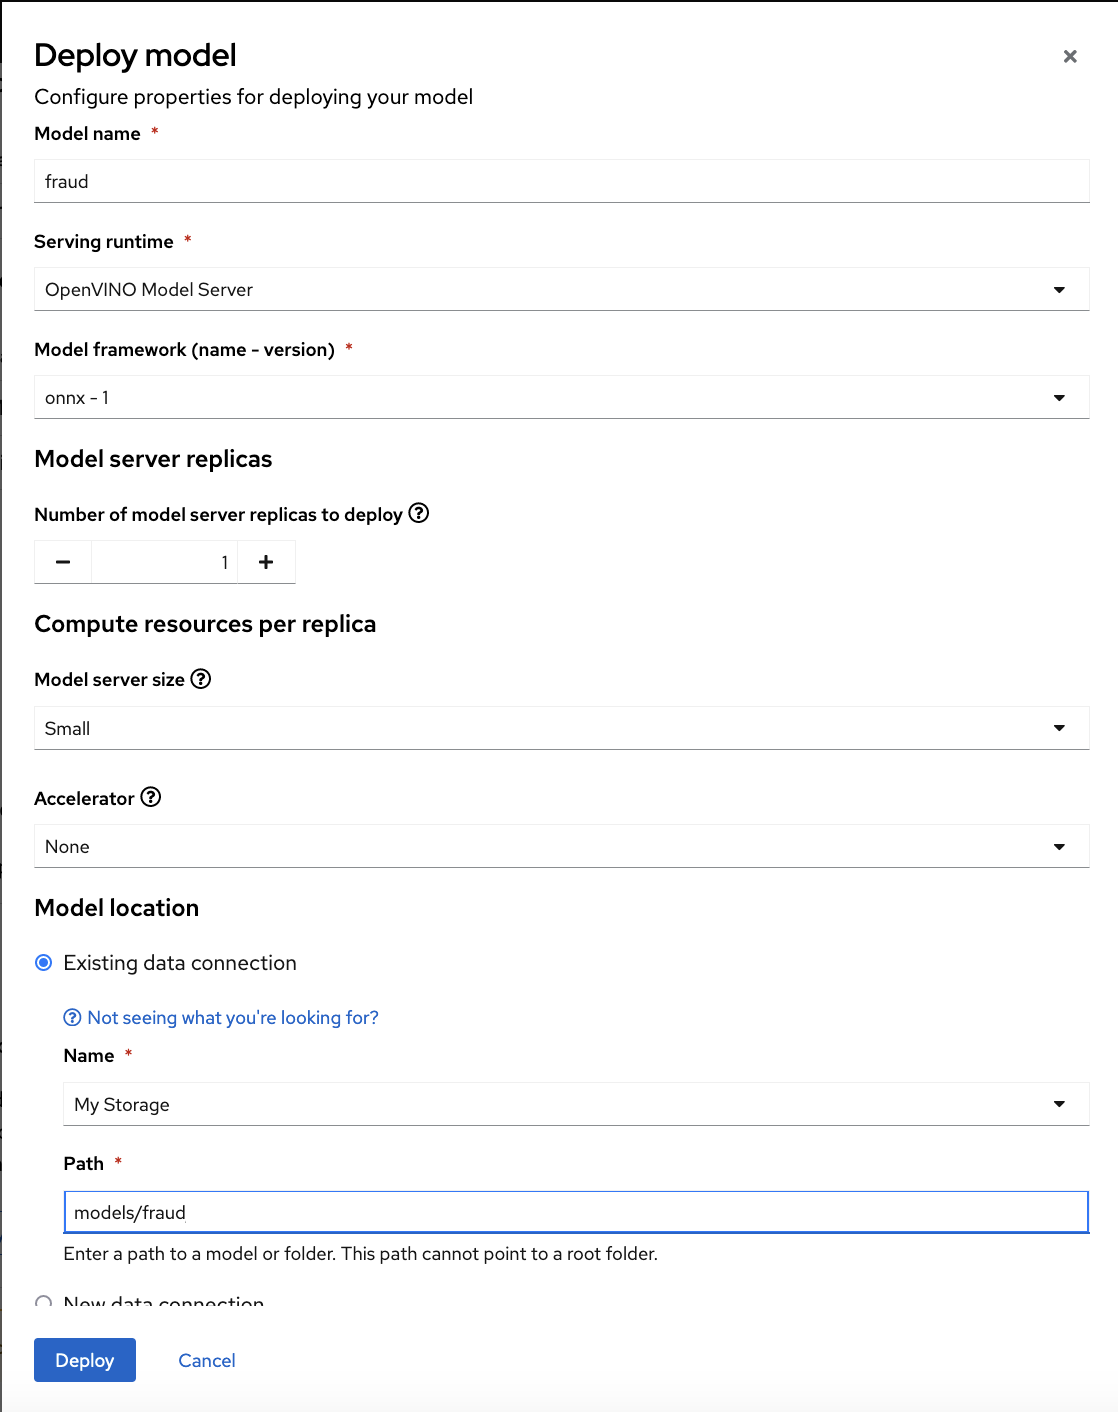 Deploy model
Configure properties for deploying your model
Model name *
fraud
Serving runtime *
OpenVINO Model Server
Model framework (name - version) *
onnx - 1
Model server replicas
Number of model server replicas to deploy
1
Compute resources per replica
Model server size
Small
Accelerator
None
Model location
Existing data connection
Not seeing what you're looking for?
Name *
My Storage
Path *
models/fraud
Enter a path to a model or folder. This path cannot point to a root folder.
New data connection
Deploy Cancel